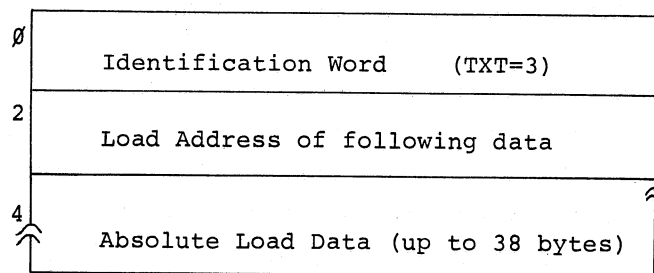 Ø
Identification Word (TXT=3)
2
Load Address of following data
4
Absolute Load Data (up to 38 bytes)